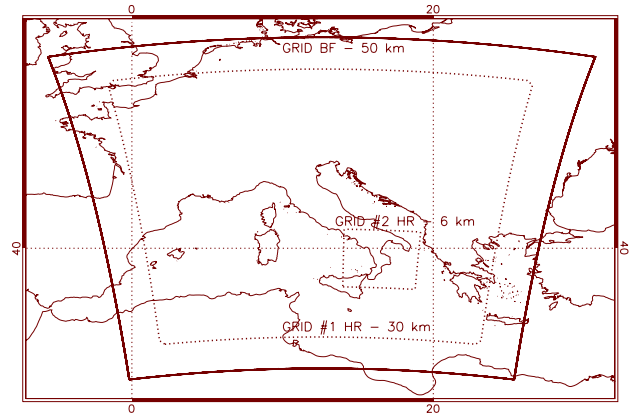 0 20
GRID BF - 50 km
GRID #2 HR - 6 km
40 40
GRID #1 HR - 30 km
0 20